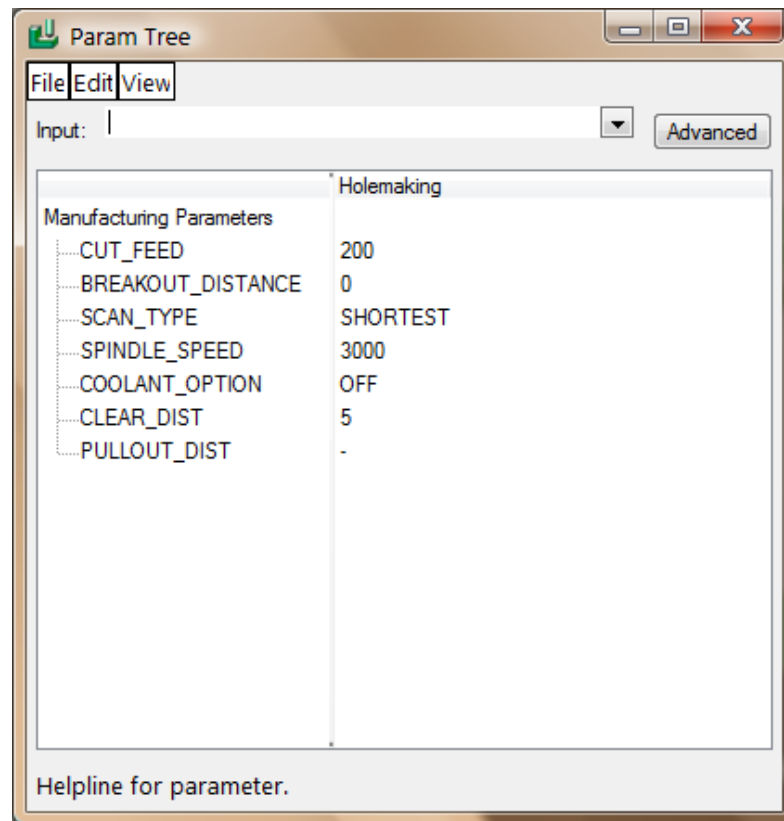 Param Tree
File Edit View
Input: Advanced
Holemaking
Manufacturing Parameters
CUT_FEED 200
BREAKOUT_DISTANCE 0
SCAN_TYPE SHORTEST
SPINDLE_SPEED 3000
COOLANT_OPTION OFF
CLEAR_DIST 5
PULLOUT_DIST -
Helpline for parameter.